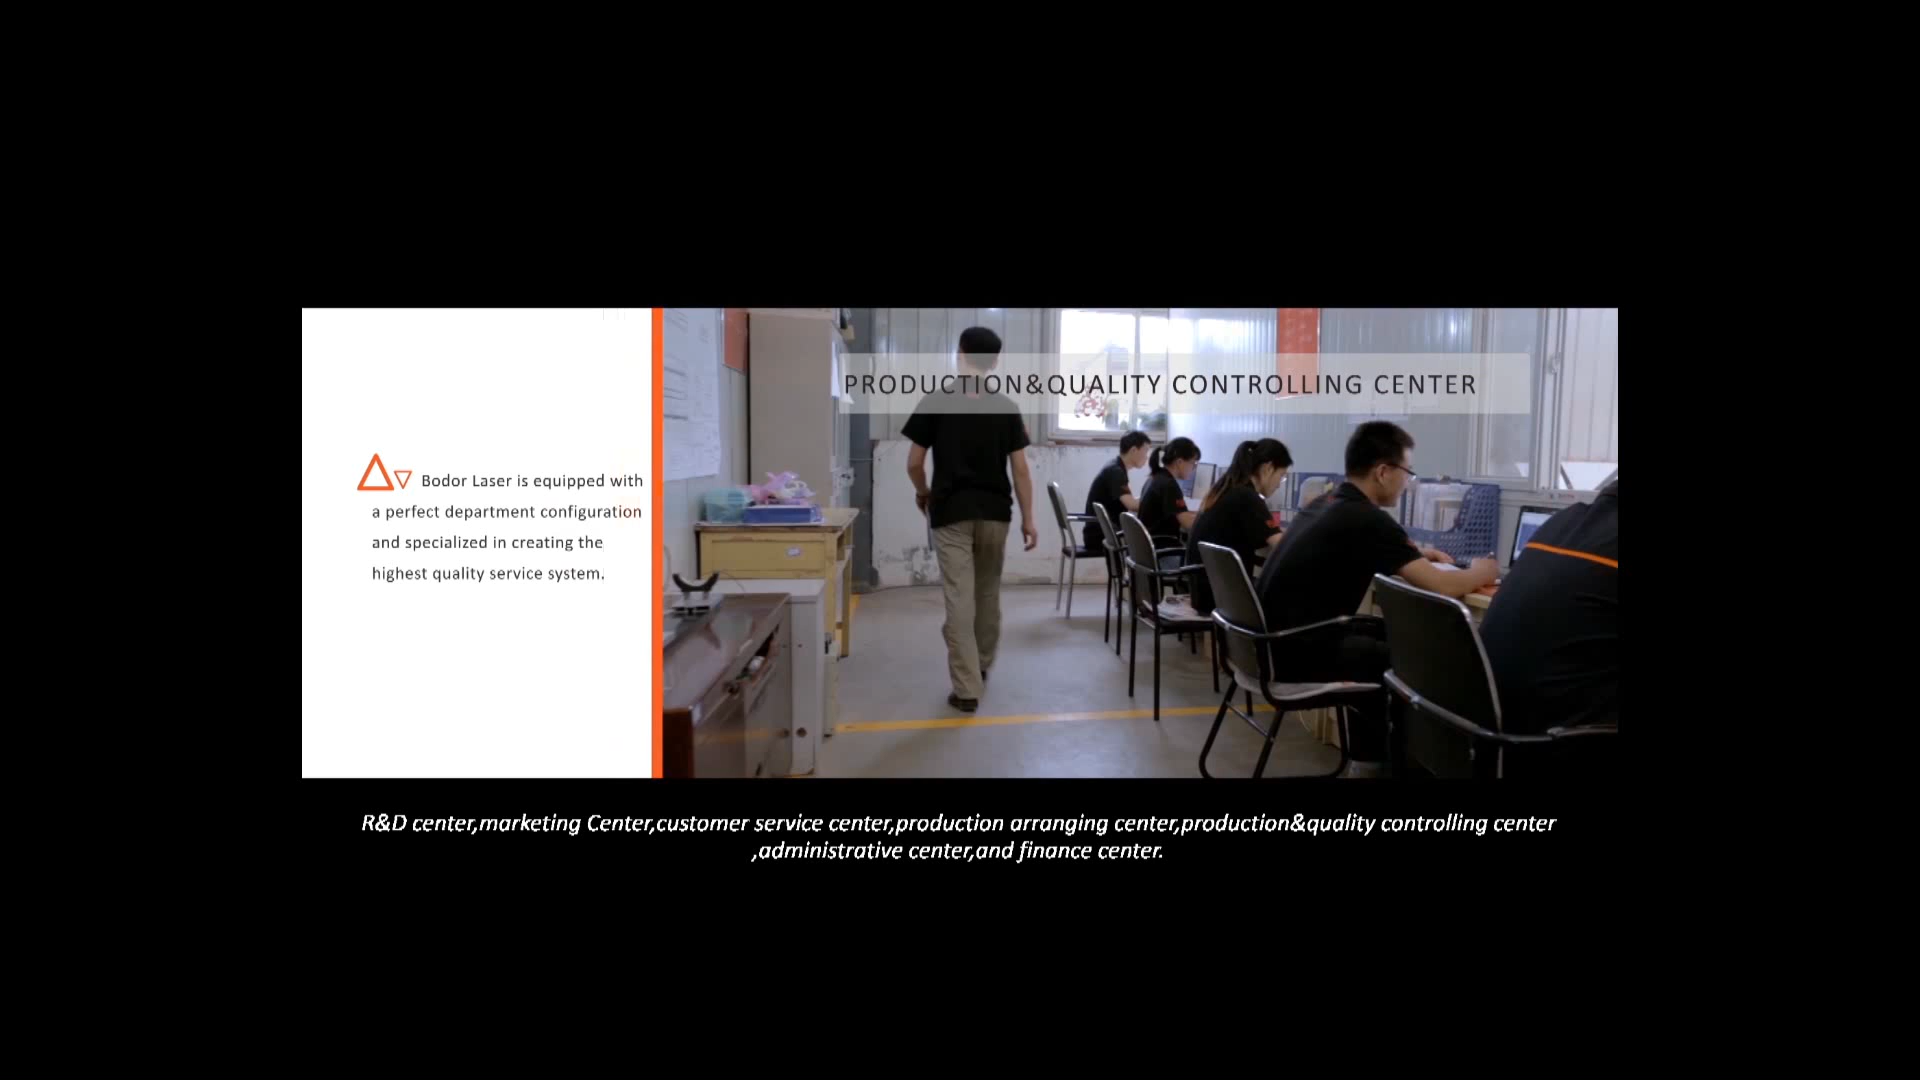 PRODUCTION&QUALITY CONTROLLING CENTER
Bodor Laser is equipped with
a perfect department configuration
and specialized in creating the
highest quality service system.
R&D center,marketing Center,customer service center,production arranging center,production&quality controlling center
,administrative center,and finance center.